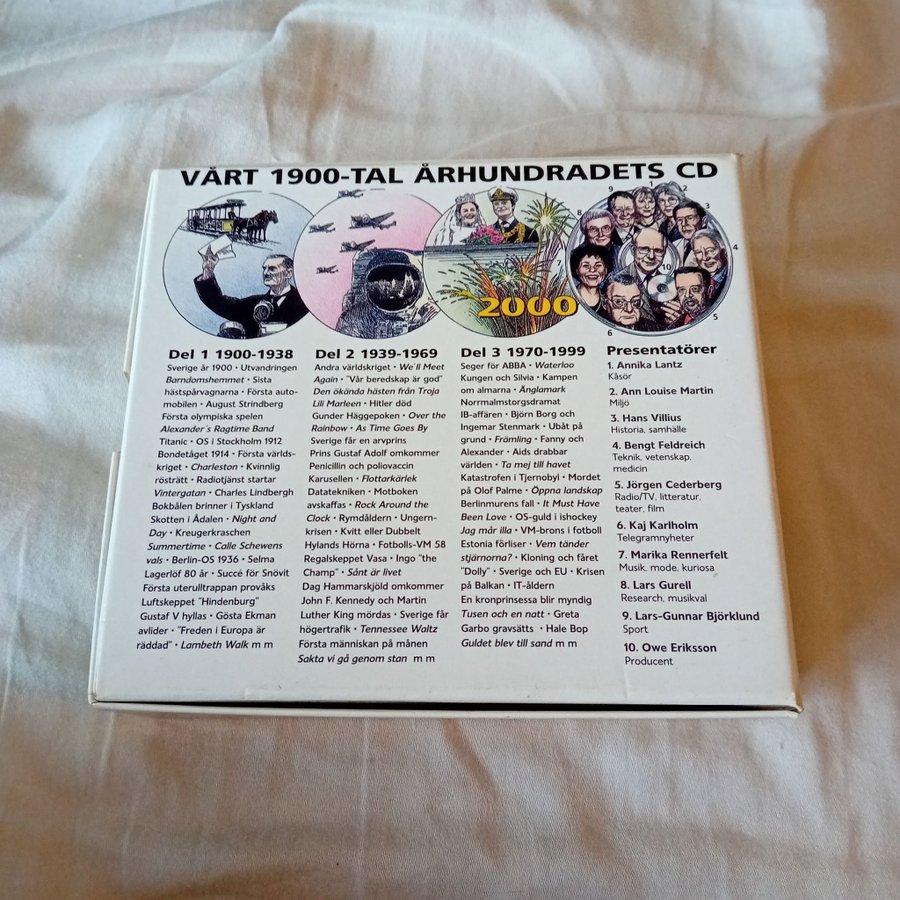 VÅRT 1900-TAL ÅRHUNDRADETS CD
2000
9
1
2
3
8
4
10
7
5
6
Del 1 1900-1938
Sverige år 1900 • Utvandringen
Barndomshemmet • Sista
hästspårvagnarna • Första auto-
mobilen • August Strindberg
Första olympiska spelen
Alexander's Ragtime Band
Titanic • OS i Stockholm 1912
Bondetåget 1914 • Första världs-
kriget • Charleston • Kvinnlig
rösträtt • Radiotjänst startar
Vintergatan • Charles Lindbergh
Bokbålen brinner i Tyskland
Skotten i Ådalen • Night and
Day • Kreugerkraschen
Summertime • Calle Schewens
vals • Berlin-OS 1936 • Selma
Lagerlöf 80 år • Succé för Snövit
Första uterulltrappan provåks
Luftskeppet "Hindenburg"
Gustaf V hyllas • Gösta Ekman
avlider • "Freden i Europa är
räddad" • Lambeth Walk m m
Del 2 1939-1969
Andra världskriget • We'll Meet
Again • "Vår beredskap är god"
Den ökända hästen från Troja
Lili Marleen • Hitler död
Gunder Häggepoken • Over the
Rainbow • As Time Goes By
Sverige får en arvprins
Prins Gustaf Adolf omkommer
Penicillin och poliovaccin
Karusellen • Flottarkärlek
Datatekniken • Motboken
avskaffas • Rock Around the
Clock • Rymdåldern • Ungern-
krisen • Kvitt eller Dubbelt
Hylands Hörna • Fotbolls-VM 58
Regalskeppet Vasa • Ingo "the
Champ" • Sånt är livet
Dag Hammarskjöld omkommer
John F. Kennedy och Martin
Luther King mördas • Sverige får
högertrafik • Tennessee Waltz
Första människan på månen
Sakta vi gå genom stan m m
Del 3 1970-1999
Seger för ABBA • Waterloo
Kungen och Silvia • Kampen
om almarna • Änglamark
Norrmalmstorgsdramat
IB-affären • Björn Borg och
Ingemar Stenmark • Ubåt på
grund • Främling • Fanny och
Alexander • Aids drabbar
världen • Ta mej till havet
Katastrofen i Tjernobyl • Mordet
på Olof Palme • Öppna landskap
Berlinmurens fall • It Must Have
Been Love • OS-guld i ishockey
Jag mår illa • VM-brons i fotboll
Estonia förliser • Vem tänder
stjärnorna? • Kloning och fåret
"Dolly" • Sverige och EU • Krisen
på Balkan • IT-åldern
En kronprinsessa blir myndig
Tusen och en natt • Greta
Garbo gravsätts • Hale Bop
Guldet blev till sand m m
Presentatörer
1. Annika Lantz
Kåsör
2. Ann Louise Martin
Miljö
3. Hans Villius
Historia, samhälle
4. Bengt Feldreich
Teknik, vetenskap,
medicin
5. Jörgen Cederberg
Radio/TV, litteratur,
teater, film
6. Kaj Karlholm
Telegramnyheter
7. Marika Rennerfelt
Musik, mode, kuriosa
8. Lars Gurell
Research, musikval
9. Lars-Gunnar Björklund
Sport
10. Owe Eriksson
Producent